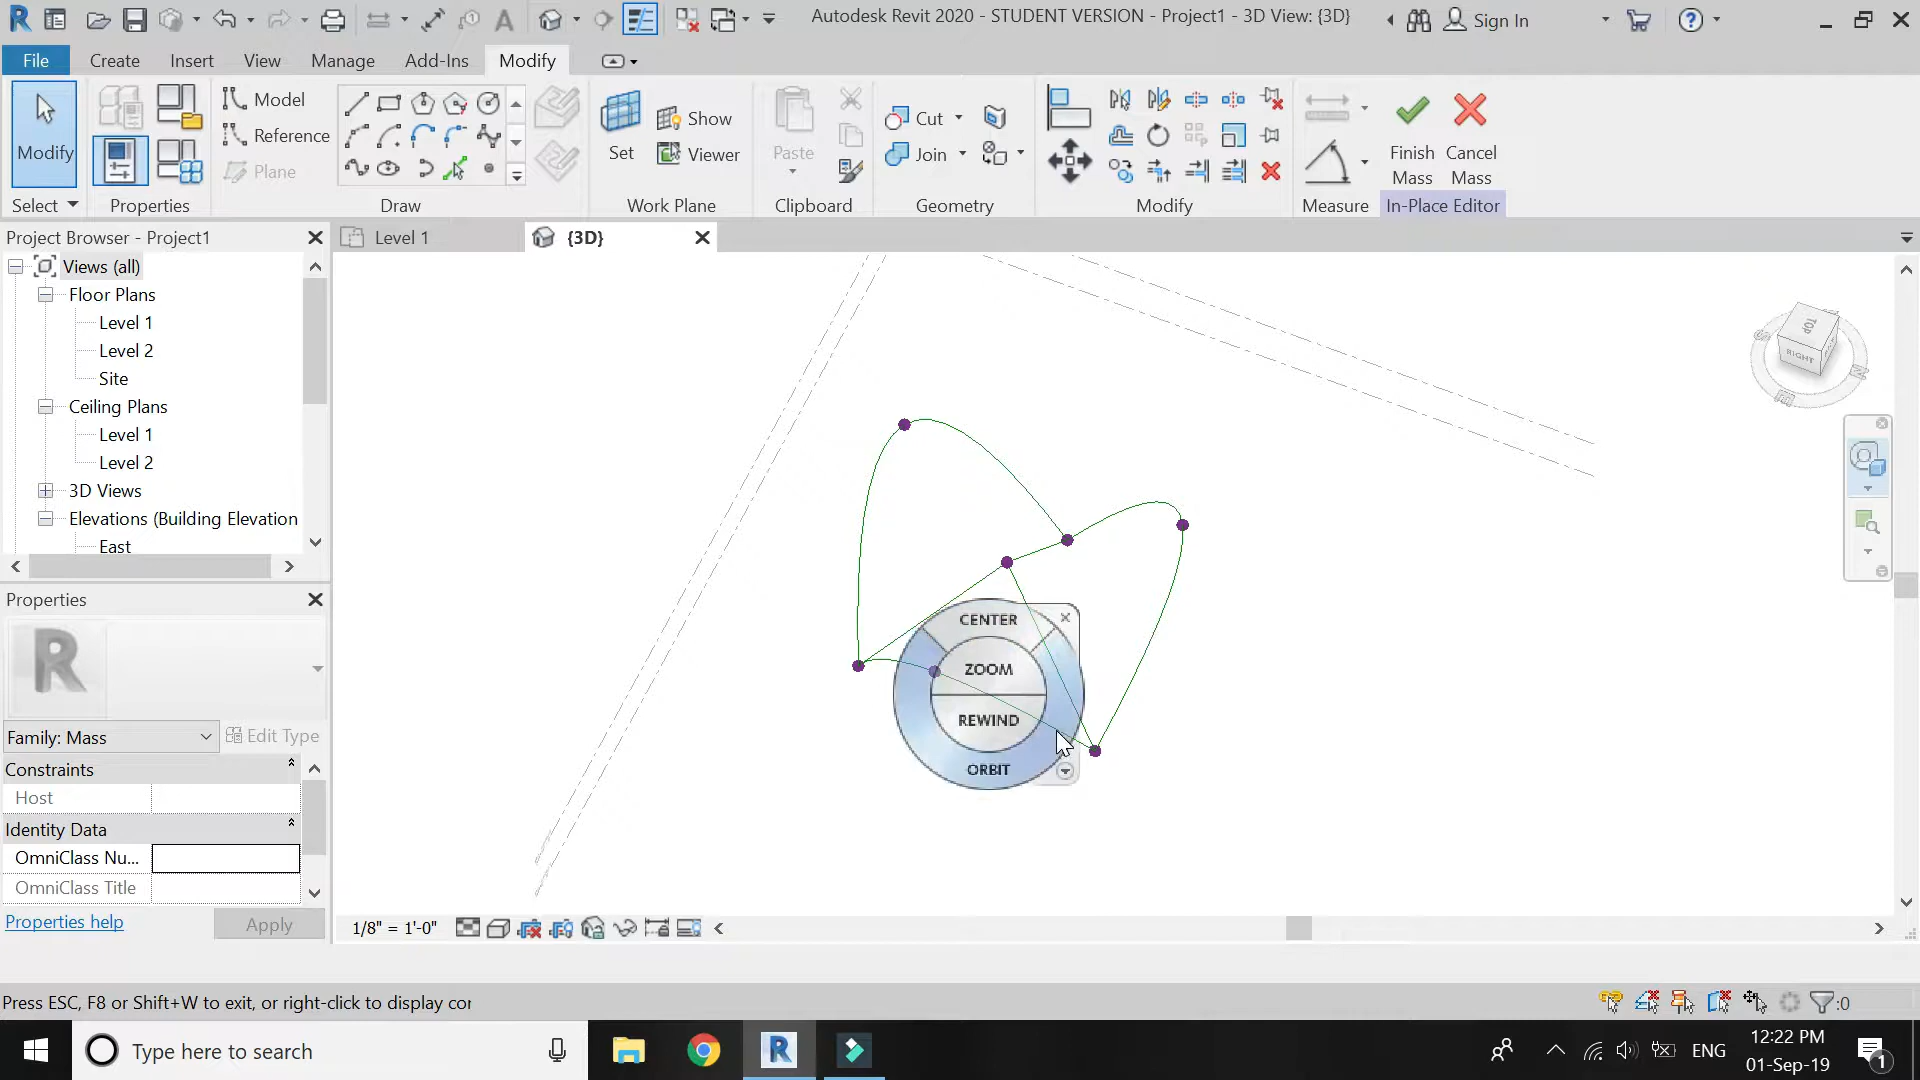 Autodesk Revit 2020 - STUDENT VERSION - Project1 - 3D View: {3D}
Sign In
File
Create
Insert
View
Manage
Add-Ins
Modify
Modify
Model
Reference
Plane
Set
Show
Viewer
Paste
Cut
Join
Finish Mass
Cancel Mass
Select
Properties
Draw
Work Plane
Clipboard
Geometry
Modify
Measure
In-Place Editor
Project Browser - Project1
Level 1
{3D}
Views (all)
Floor Plans
Level 1
Level 2
Site
Ceiling Plans
Level 1
Level 2
3D Views
Elevations (Building Elevation
East
TOP
RIGHT
S
E
CENTER
ZOOM
REWIND
ORBIT
Properties
R
Family: Mass
Edit Type
Constraints
Host
Identity Data
OmniClass Nu...
OmniClass Title
Properties help
Apply
1/8" = 1'-0"
Press ESC, F8 or Shift+W to exit, or right-click to display cor
:0
Type here to search
ENG
12:22 PM
01-Sep-19
1